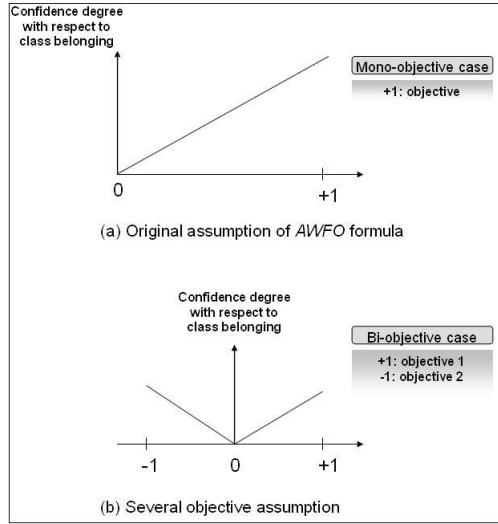 Confidence degree
with respect to
class belonging
Mono-objective case
+1: objective
0
+1
(a) Original assumption of AWFO formula
Confidence degree
with respect to
class belonging
Bi-objective case
+1: objective 1
-1: objective 2
-1
0
+1
(b) Several objective assumption